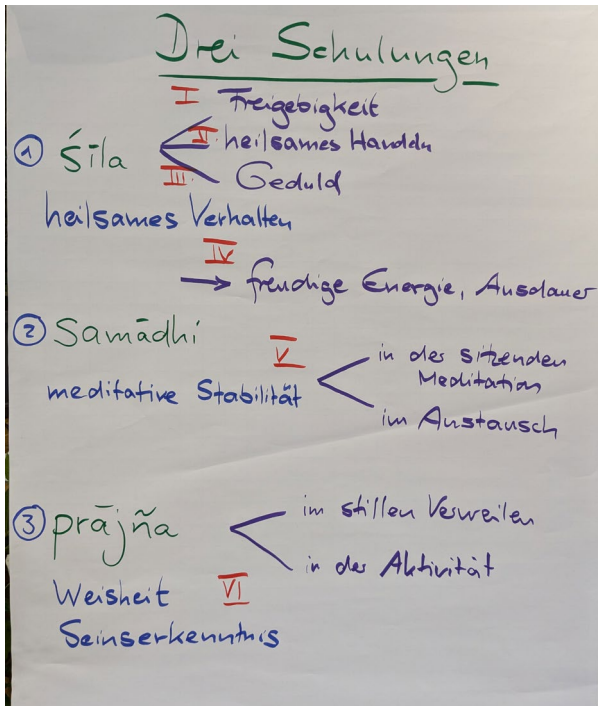 Drei Schulungen
I Freigebigkeit
① śīla II heilsames Handeln
III Geduld
heilsames Verhalten
IV
→ freudige Energie, Ausdauer
② Samādhi V in der sitzenden
Meditation
meditative Stabilität
im Austausch
③ prājña im stillen Verweilen
in der Aktivität
Weisheit VI
Seinserkenntnis